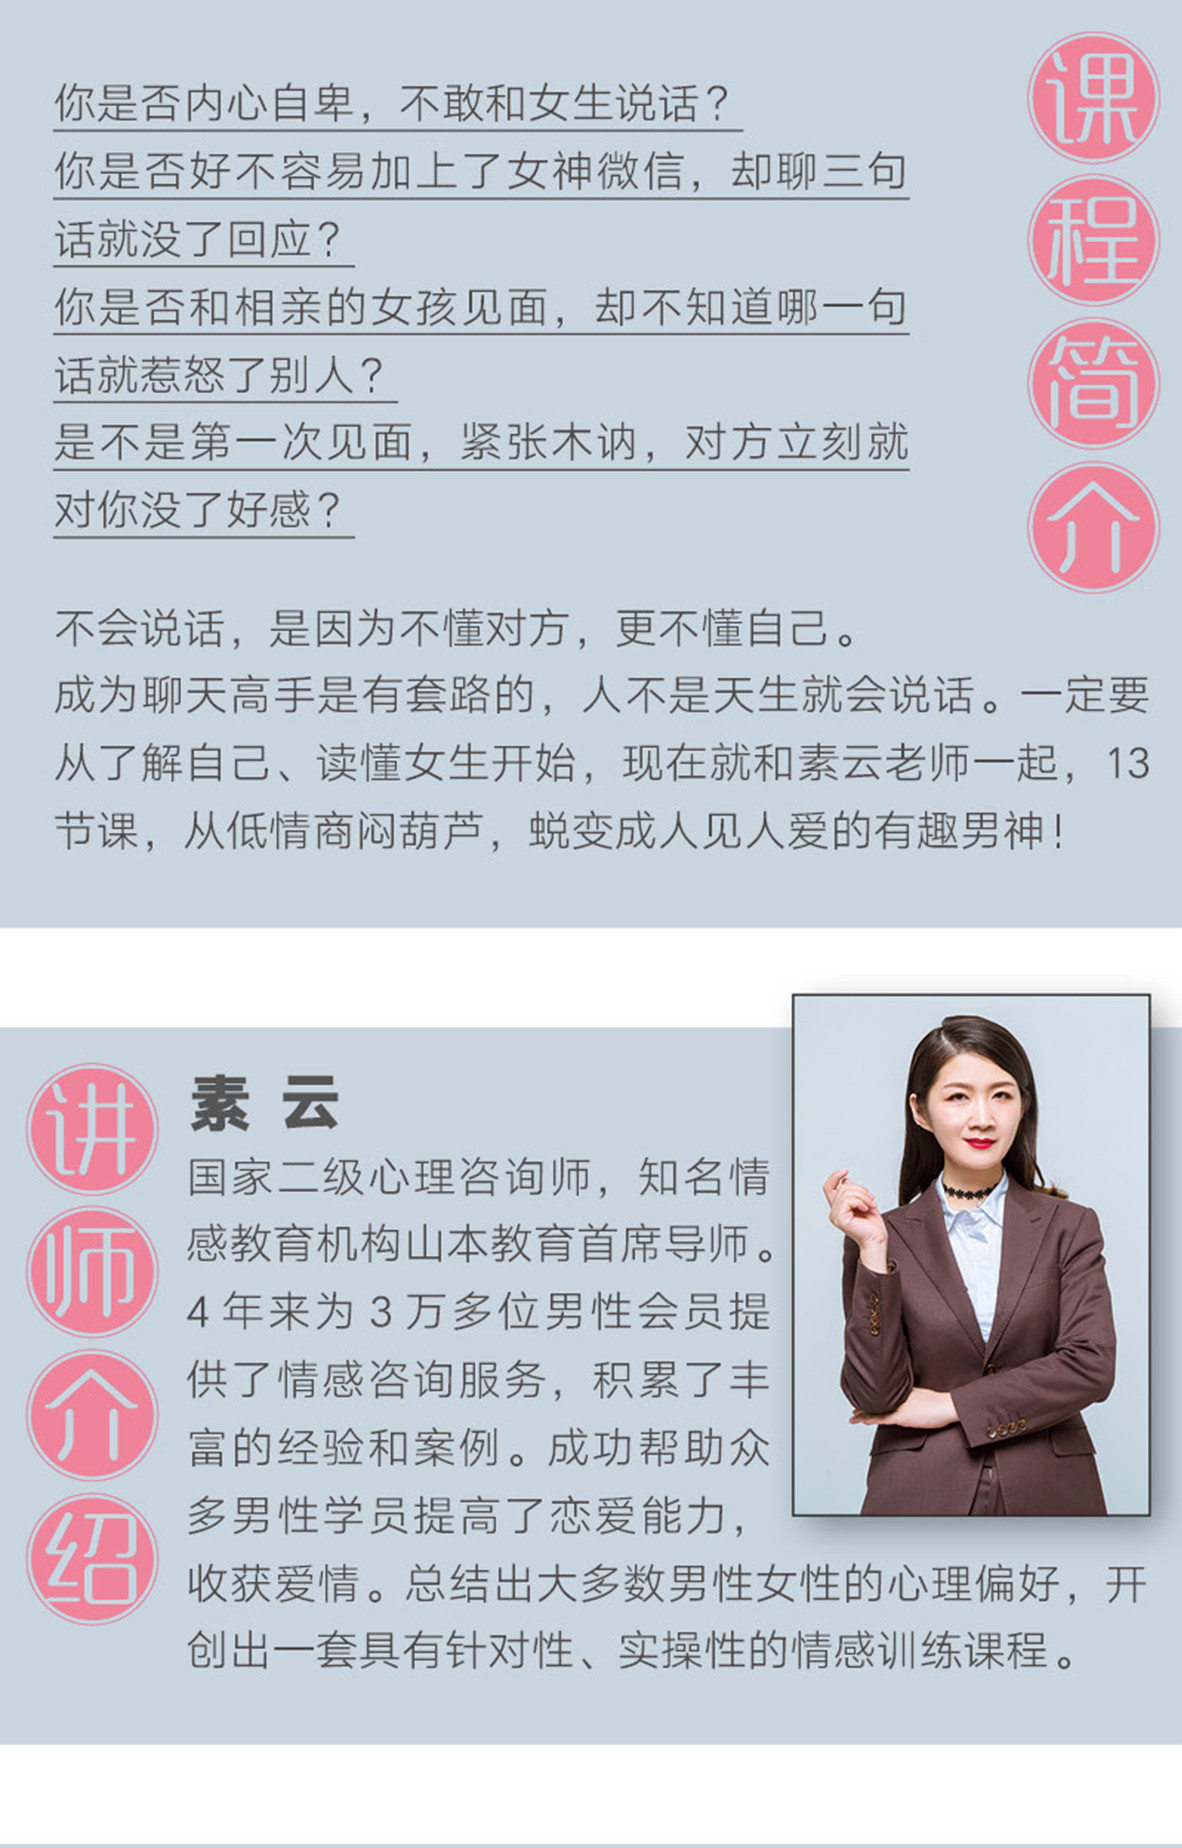 课程简介
你是否内心自卑，不敢和女生说话？
你是否好不容易加上了女神微信，却聊三句
话就没了回应？
你是否和相亲的女孩见面，却不知道哪一句
话就惹怒了别人？
是不是第一次见面，紧张木讷，对方立刻就
对你没了好感？
不会说话，是因为不懂对方，更不懂自己。
成为聊天高手是有套路的，人不是天生就会说话。一定要
从了解自己、读懂女生开始，现在就和素云老师一起，13
节课，从低情商闷葫芦，蜕变成人见人爱的有趣男神！
讲师介绍
素云
国家二级心理咨询师，知名情
感教育机构山本教育首席导师。
4 年来为 3 万多位男性会员提
供了情感咨询服务，积累了丰
富的经验和案例。成功帮助众
多男性学员提高了恋爱能力，
收获爱情。总结出大多数男性女性的心理偏好，开
创出一套具有针对性、实操性的情感训练课程。